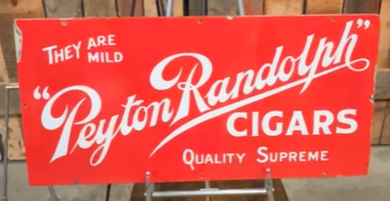 THEY ARE
MILD
"Peyton Randolph"
CIGARS
QUALITY SUPREME